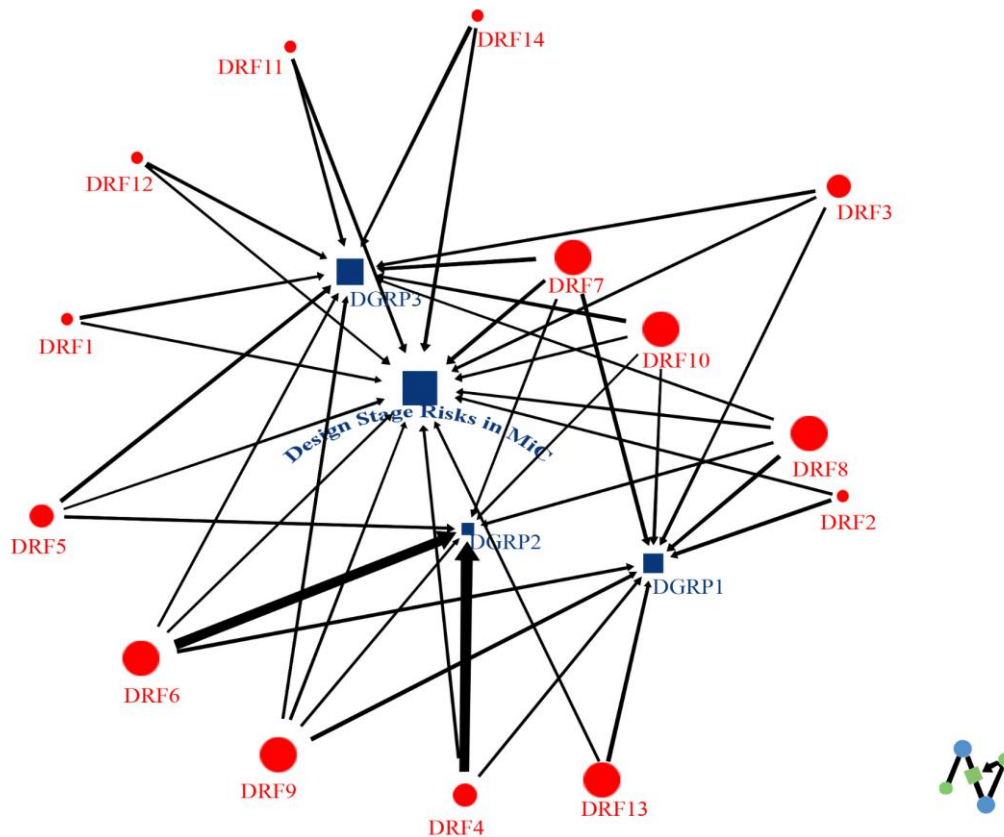 DRF14
DRF11
DRF12
DRF3
DRF7
DGRP3
DRF1
DRF10
Design Stage Risks in MiC
DRF8
DRF2
DRF5
DGRP2
DGRP1
DRF6
DRF9
DRF13
DRF4